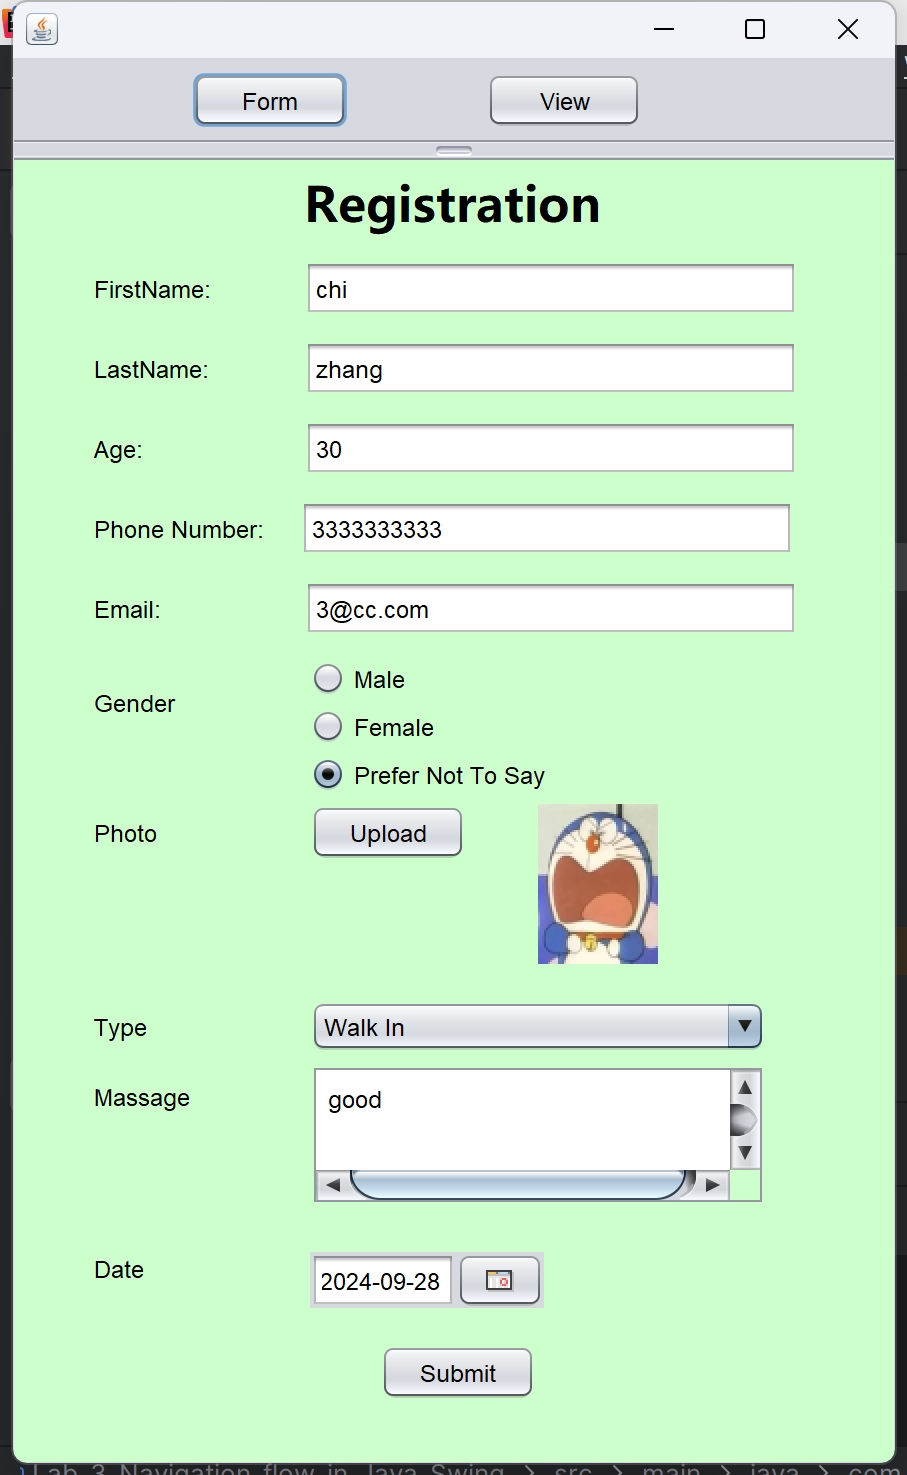 Form View
Registration
FirstName: chi
LastName: zhang
Age: 30
Phone Number: 3333333333
Email: 3@cc.com
Gender
Male
Female
Prefer Not To Say
Photo Upload
Type Walk In
Massage good
Date 2024-09-28
Submit
Lab 3 Navigation flow in Java Swing > src > main > java > com